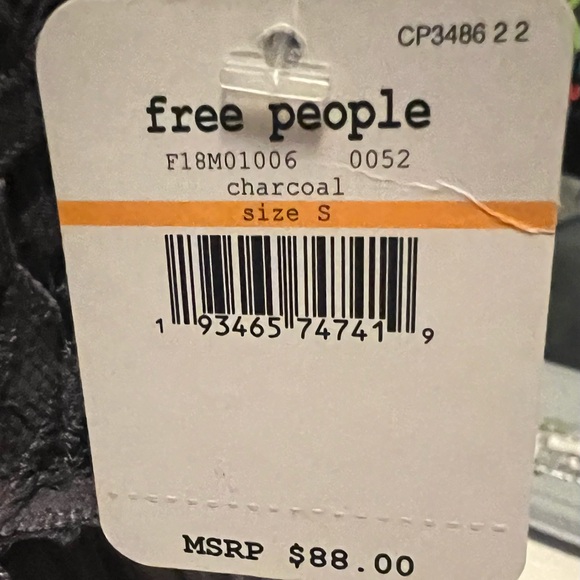 CP3486 2 2
free people
F18M01006 0052
charcoal
size S
1 93465 74741 9
MSRP $88.00